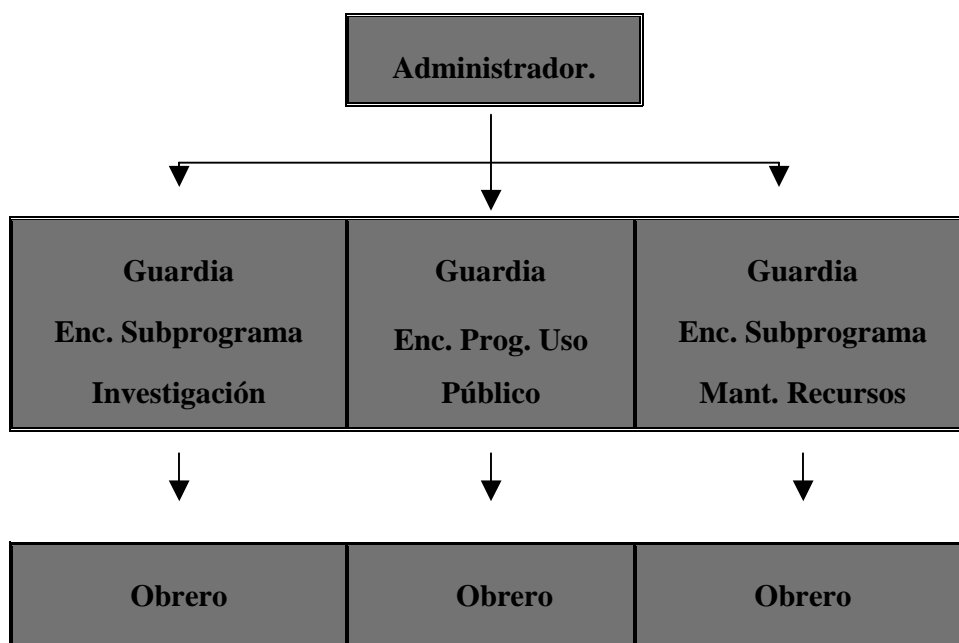 Administrador.
Guardia
Enc. Subprograma
Investigación
Guardia
Enc. Prog. Uso
Público
Guardia
Enc. Subprograma
Mant. Recursos
Obrero
Obrero
Obrero